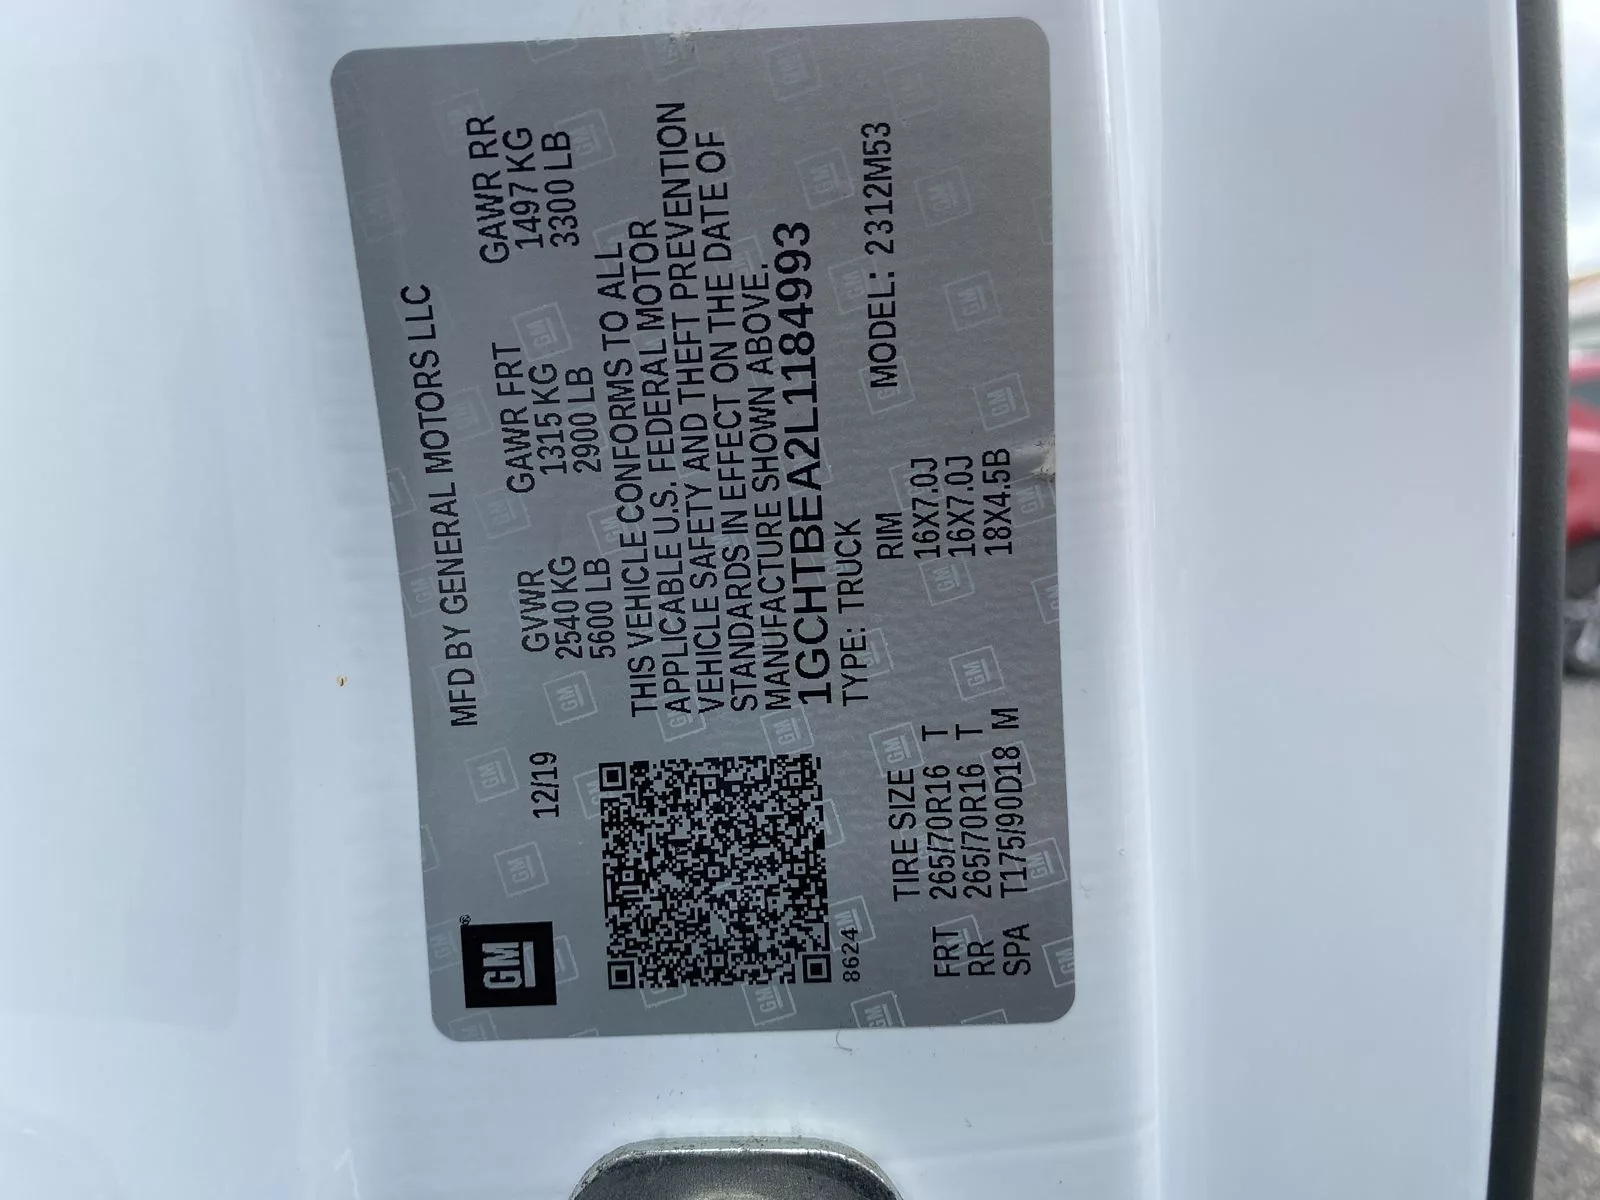 GM
MFD BY GENERAL MOTORS LLC
12/19
GVWR GAWR FRT GAWR RR
2540KG 1315 KG 1497 KG
5600 LB 2900 LB 3300 LB
THIS VEHICLE CONFORMS TO ALL
APPLICABLE U.S. FEDERAL MOTOR
VEHICLE SAFETY AND THEFT PREVENTION
STANDARDS IN EFFECT ON THE DATE OF
MANUFACTURE SHOWN ABOVE.
1GCHTBEA2L1184993
8624
TYPE: TRUCK MODEL: 2312M53
TIRE SIZE RIM
FRT 265/70R16 T 16X7.0J
RR 265/70R16 T 16X7.0J
SPA T175/90D18 M 18X4.5B